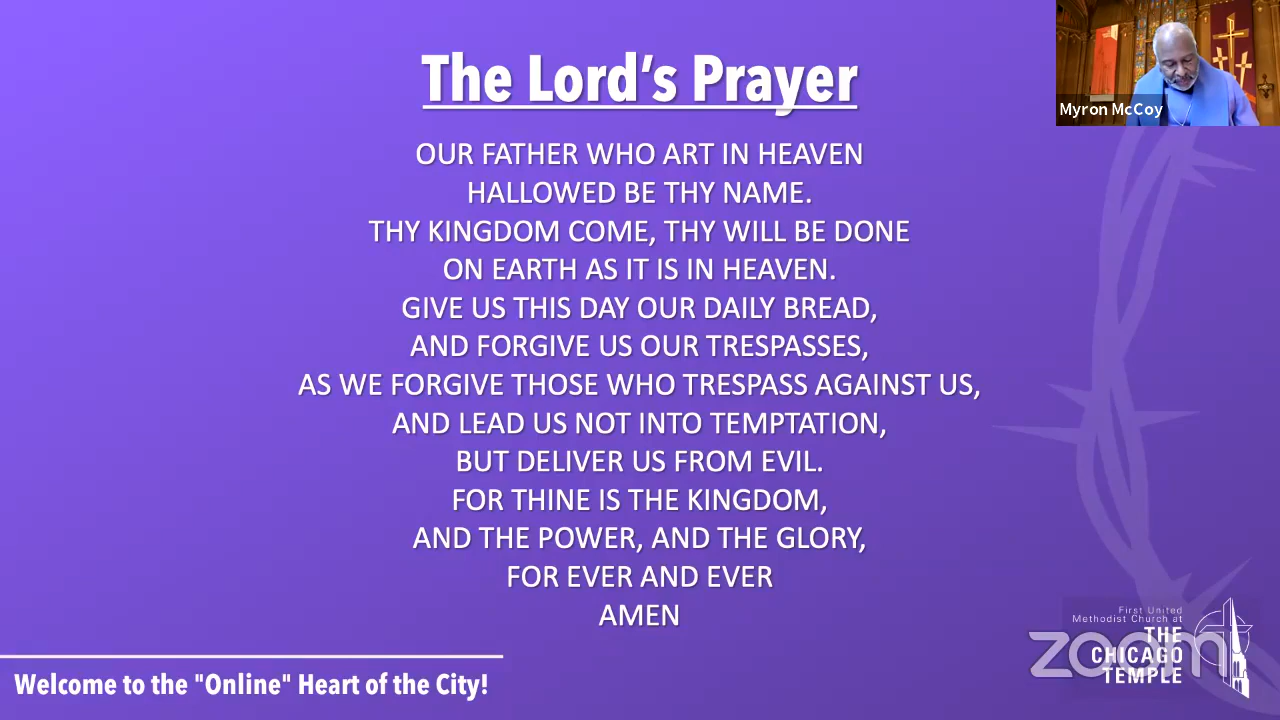 The Lord's Prayer
Myron McCoy
OUR FATHER WHO ART IN HEAVEN
HALLOWED BE THY NAME.
THY KINGDOM COME, THY WILL BE DONE
ON EARTH AS IT IS IN HEAVEN.
GIVE US THIS DAY OUR DAILY BREAD,
AND FORGIVE US OUR TRESPASSES,
AS WE FORGIVE THOSE WHO TRESPASS AGAINST US,
AND LEAD US NOT INTO TEMPTATION,
BUT DELIVER US FROM EVIL.
FOR THINE IS THE KINGDOM,
AND THE POWER, AND THE GLORY,
FOR EVER AND EVER
AMEN
First United
Methodist Church at
THE
CHICAGO
TEMPLE
zoom
Welcome to the "Online" Heart of the City!